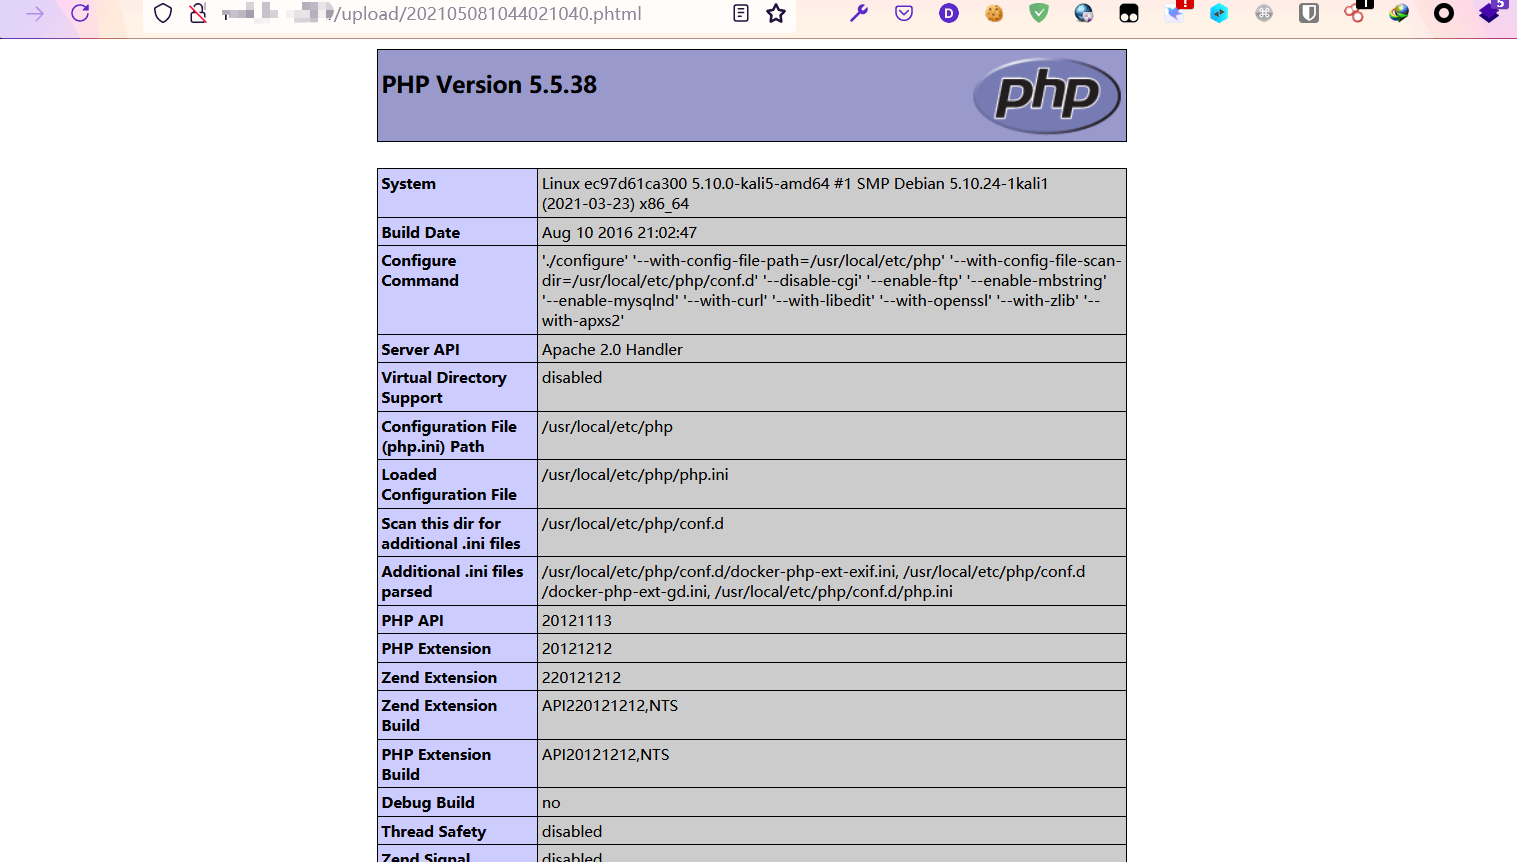 /upload/202105081044021040.phtml
PHP Version 5.5.38
php
System
Linux ec97d61ca300 5.10.0-kali5-amd64 #1 SMP Debian 5.10.24-1kali1
(2021-03-23) x86_64
Build Date
Aug 10 2016 21:02:47
Configure
Command
'./configure' '--with-config-file-path=/usr/local/etc/php' '--with-config-file-scan-
dir=/usr/local/etc/php/conf.d' '--disable-cgi' '--enable-ftp' '--enable-mbstring'
'--enable-mysqlnd' '--with-curl' '--with-libedit' '--with-openssl' '--with-zlib' '--
with-apxs2'
Server API
Apache 2.0 Handler
Virtual Directory
Support
disabled
Configuration File
(php.ini) Path
/usr/local/etc/php
Loaded
Configuration File
/usr/local/etc/php/php.ini
Scan this dir for
additional .ini files
/usr/local/etc/php/conf.d
Additional .ini files
parsed
/usr/local/etc/php/conf.d/docker-php-ext-exif.ini, /usr/local/etc/php/conf.d
/docker-php-ext-gd.ini, /usr/local/etc/php/conf.d/php.ini
PHP API
20121113
PHP Extension
20121212
Zend Extension
220121212
Zend Extension
Build
API220121212,NTS
PHP Extension
Build
API20121212,NTS
Debug Build
no
Thread Safety
disabled
Zend Signal
disabled